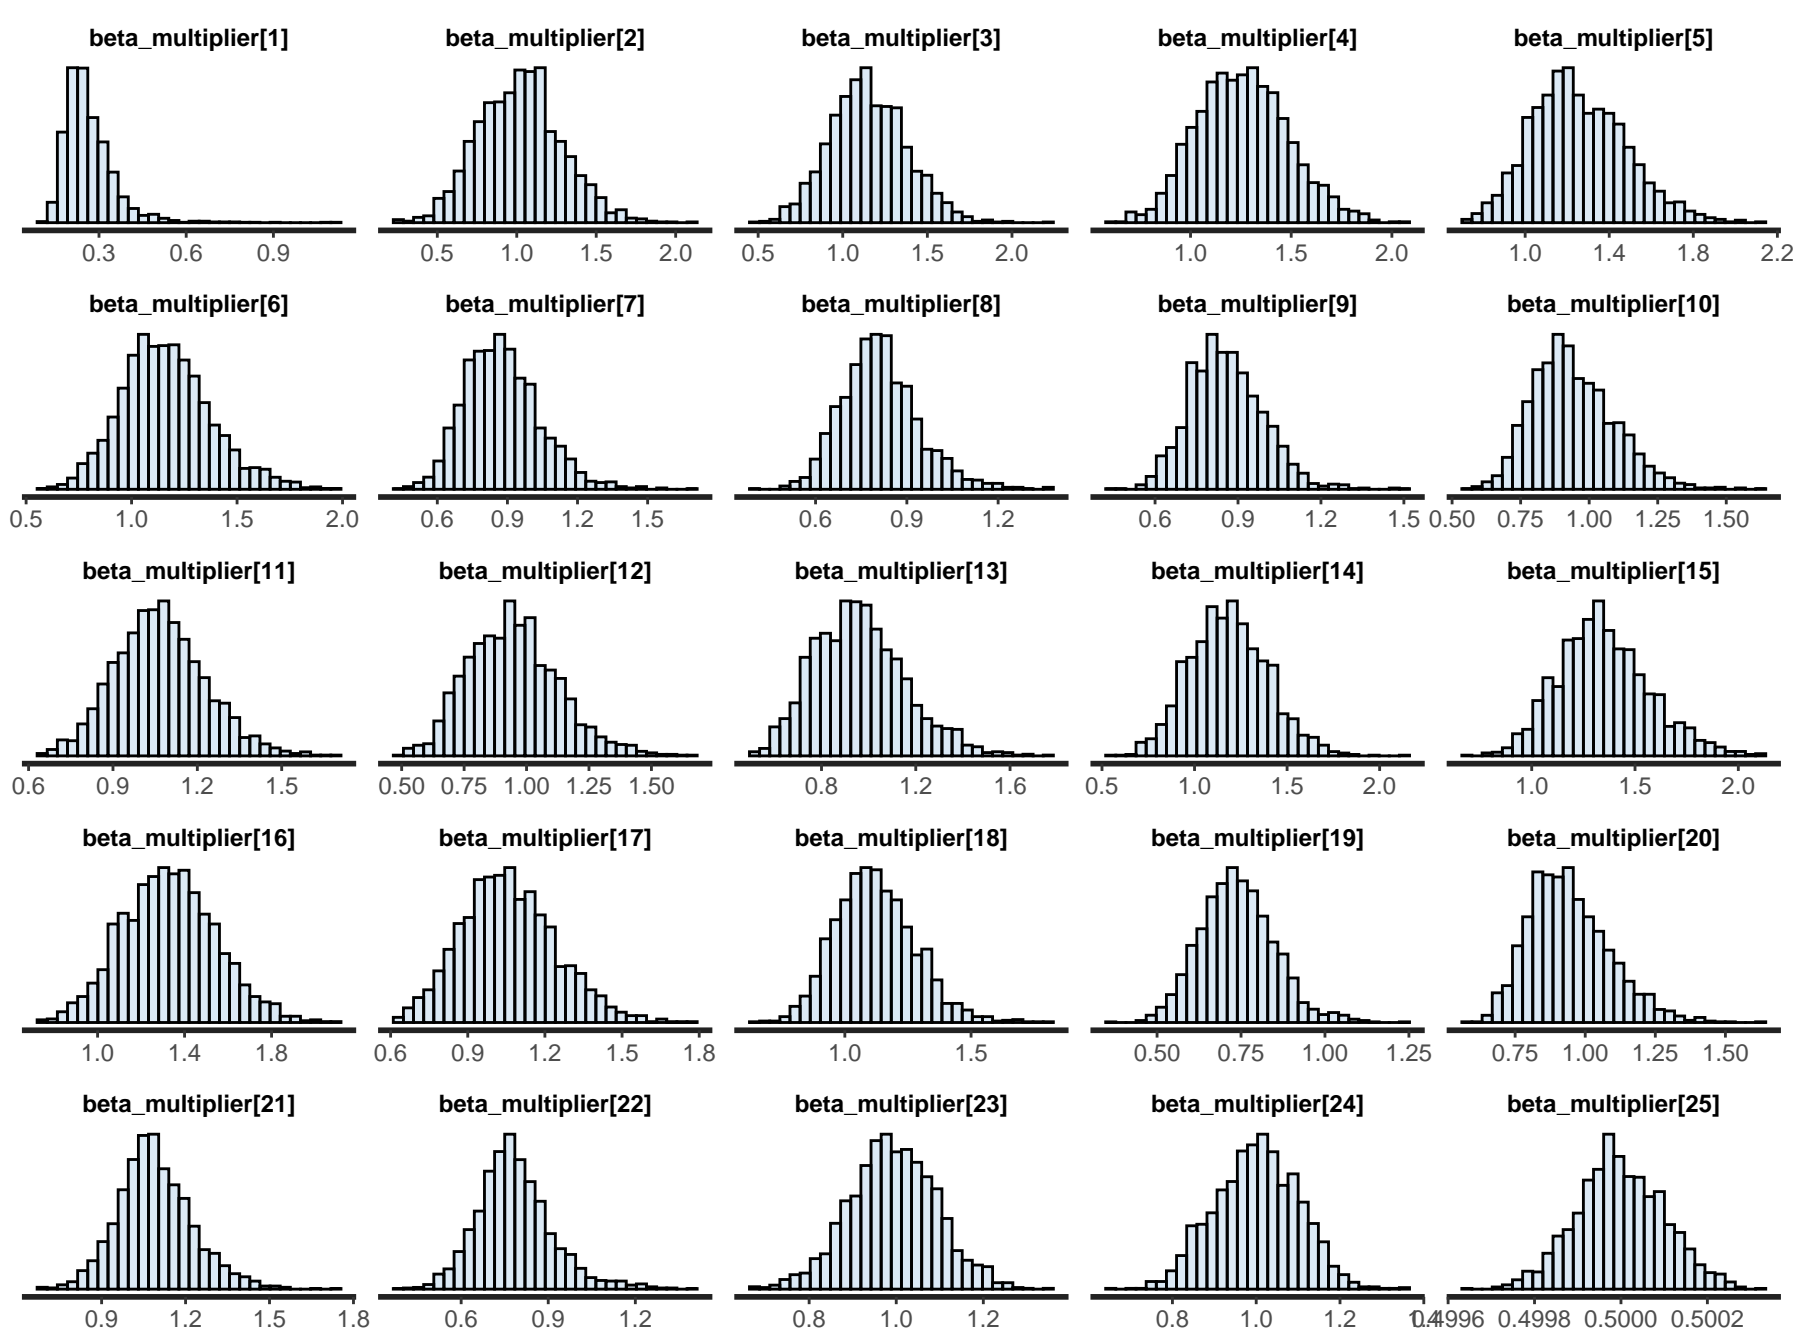 beta_multiplier[1] beta_multiplier[2] beta_multiplier[3] beta_multiplier[4] beta_multiplier[5]
0.3 0.6 0.9 0.5 1.0 1.5 2.0 0.5 1.0 1.5 2.0 1.0 1.5 2.0 1.0 1.4 1.8 2.2
beta_multiplier[6] beta_multiplier[7] beta_multiplier[8] beta_multiplier[9] beta_multiplier[10]
0.5 1.0 1.5 2.0 0.6 0.9 1.2 1.5 0.6 0.9 1.2 0.6 0.9 1.2 1.5 0.50 0.75 1.00 1.25 1.50
beta_multiplier[11] beta_multiplier[12] beta_multiplier[13] beta_multiplier[14] beta_multiplier[15]
0.6 0.9 1.2 1.5 0.50 0.75 1.00 1.25 1.50 0.8 1.2 1.6 0.5 1.0 1.5 2.0 1.0 1.5 2.0
beta_multiplier[16] beta_multiplier[17] beta_multiplier[18] beta_multiplier[19] beta_multiplier[20]
1.0 1.4 1.8 0.6 0.9 1.2 1.5 1.8 1.0 1.5 0.50 0.75 1.00 1.25 0.75 1.00 1.25 1.50
beta_multiplier[21] beta_multiplier[22] beta_multiplier[23] beta_multiplier[24] beta_multiplier[25]
0.9 1.2 1.5 1.8 0.6 0.9 1.2 0.8 1.0 1.2 0.8 1.0 1.2 1.4 0.4996 0.4998 0.5000 0.5002